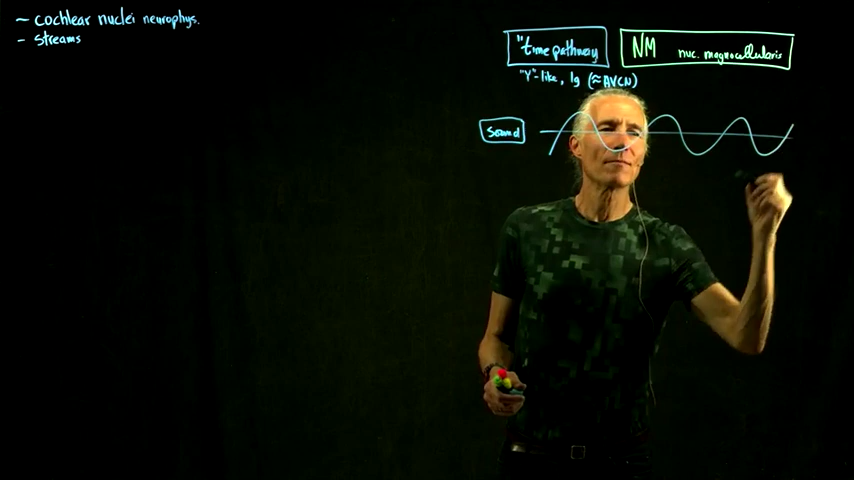 ~ cochlear nuclei neurophys.
- streams
"time pathway
NM nuc. magnocellularis
"Y"-like, lg (≈AVCN)
Sound